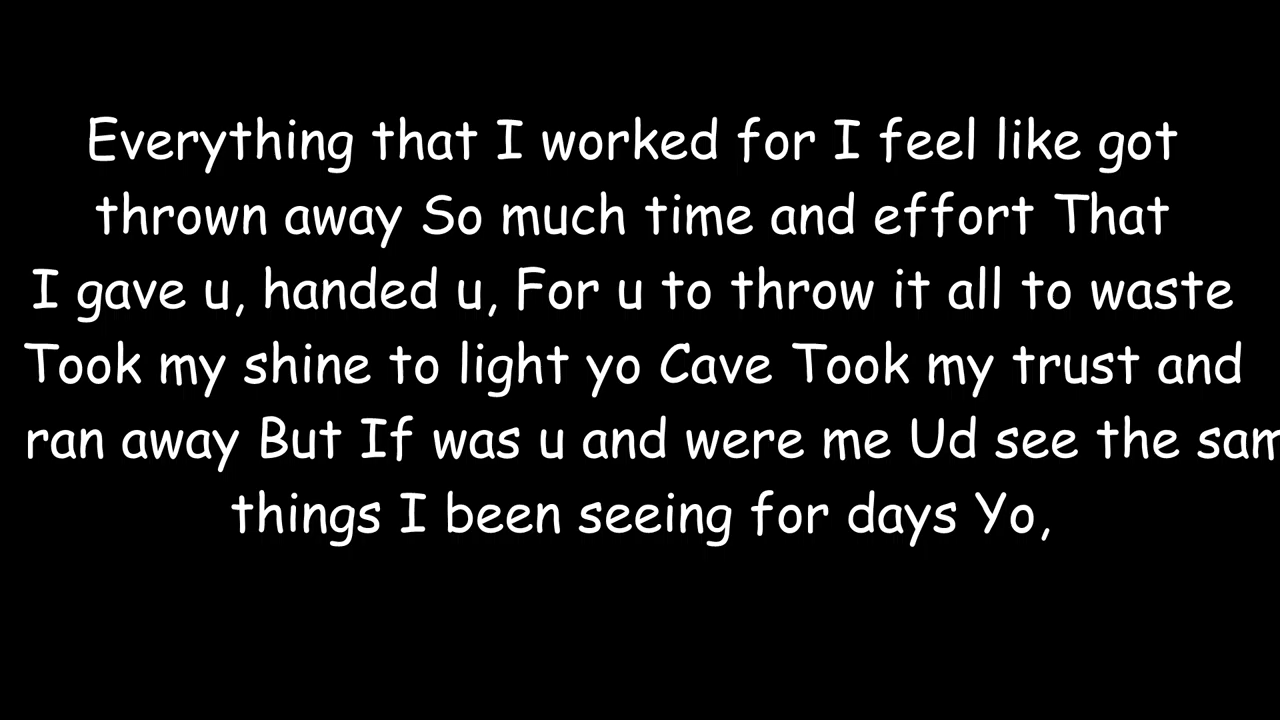 Everything that I worked for I feel like got
thrown away So much time and effort That
I gave u, handed u, For u to throw it all to waste
Took my shine to light yo Cave Took my trust and
ran away But If was u and were me Ud see the sam
things I been seeing for days Yo,